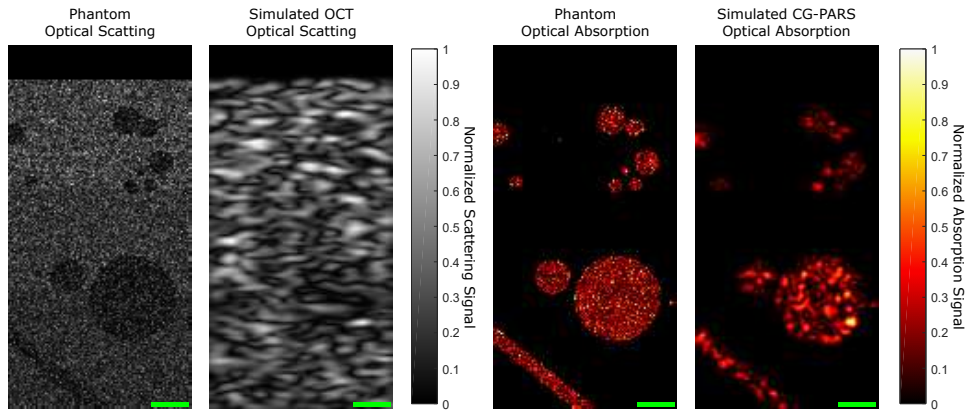 Phantom
Optical Scatting
Simulated OCT
Optical Scatting
1
0.9
0.8
0.7
0.6
0.5
0.4
0.3
0.2
0.1
0
Normalized Scattering Signal
Phantom
Optical Absorption
Simulated CG-PARS
Optical Absorption
1
0.9
0.8
0.7
0.6
0.5
0.4
0.3
0.2
0.1
0
Normalized Absorption Signal